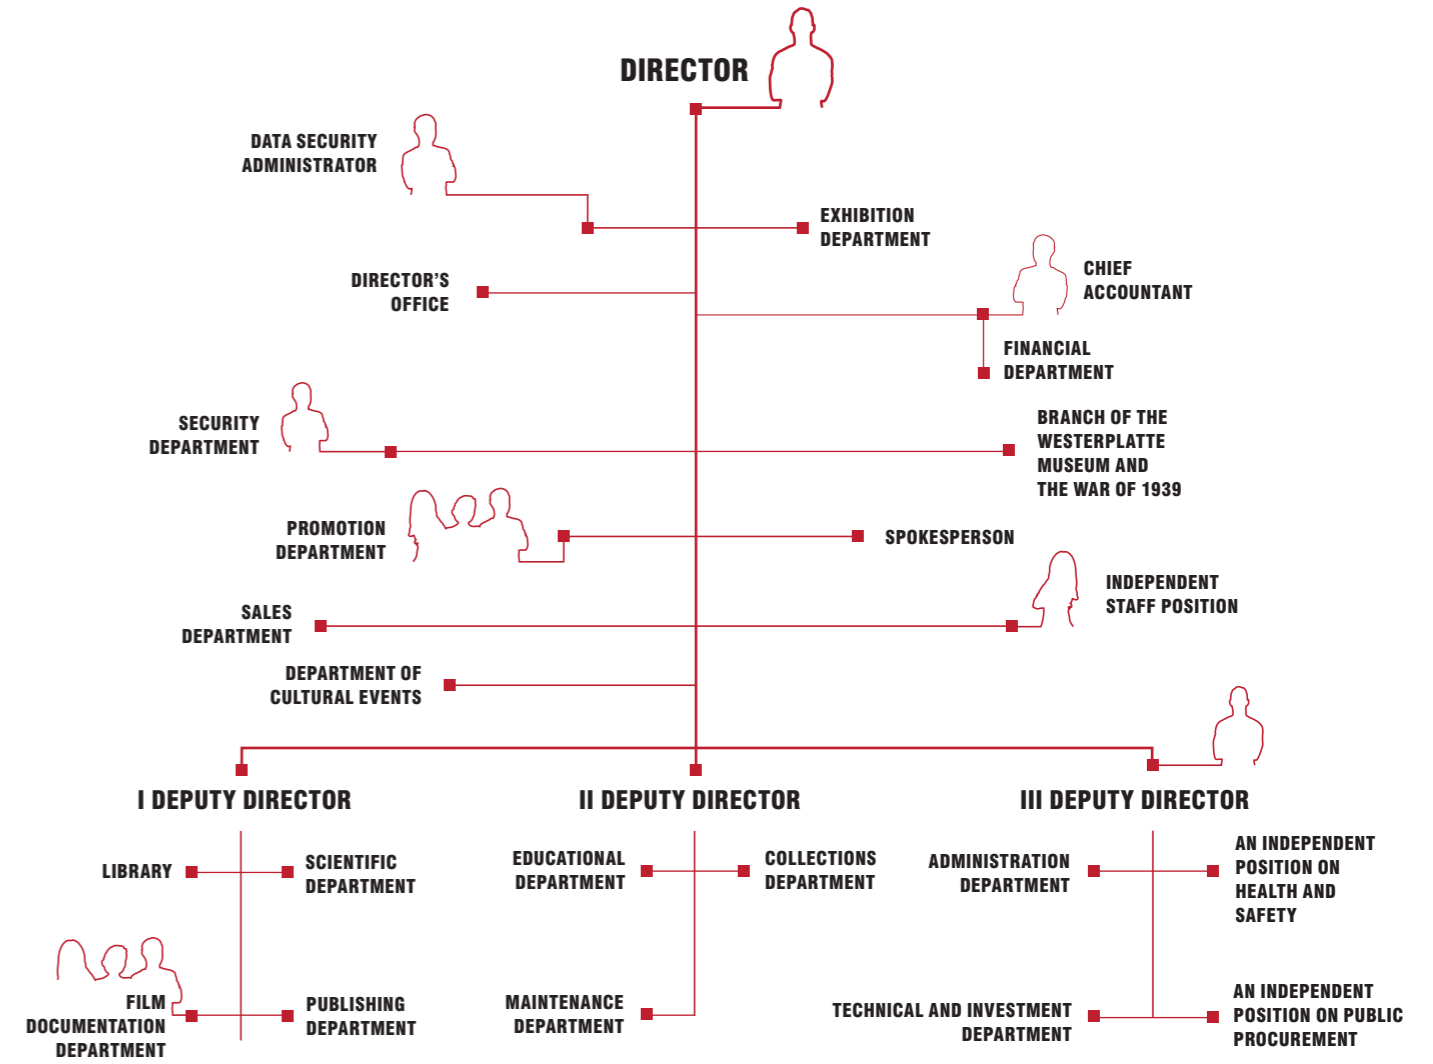 DIRECTOR
DATA SECURITY
ADMINISTRATOR
EXHIBITION
DEPARTMENT
DIRECTOR'S
OFFICE
CHIEF
ACCOUNTANT
FINANCIAL
DEPARTMENT
SECURITY
DEPARTMENT
BRANCH OF THE
WESTERPLATTE
MUSEUM AND
THE WAR OF 1939
PROMOTION
DEPARTMENT
SPOKESPERSON
INDEPENDENT
STAFF POSITION
SALES
DEPARTMENT
DEPARTMENT OF
CULTURAL EVENTS
I DEPUTY DIRECTOR
II DEPUTY DIRECTOR
III DEPUTY DIRECTOR
LIBRARY
SCIENTIFIC
DEPARTMENT
EDUCATIONAL
DEPARTMENT
COLLECTIONS
DEPARTMENT
ADMINISTRATION
DEPARTMENT
AN INDEPENDENT
POSITION ON
HEALTH AND
SAFETY
FILM
DOCUMENTATION
DEPARTMENT
PUBLISHING
DEPARTMENT
MAINTENANCE
DEPARTMENT
TECHNICAL AND INVESTMENT
DEPARTMENT
AN INDEPENDENT
POSITION ON PUBLIC
PROCUREMENT